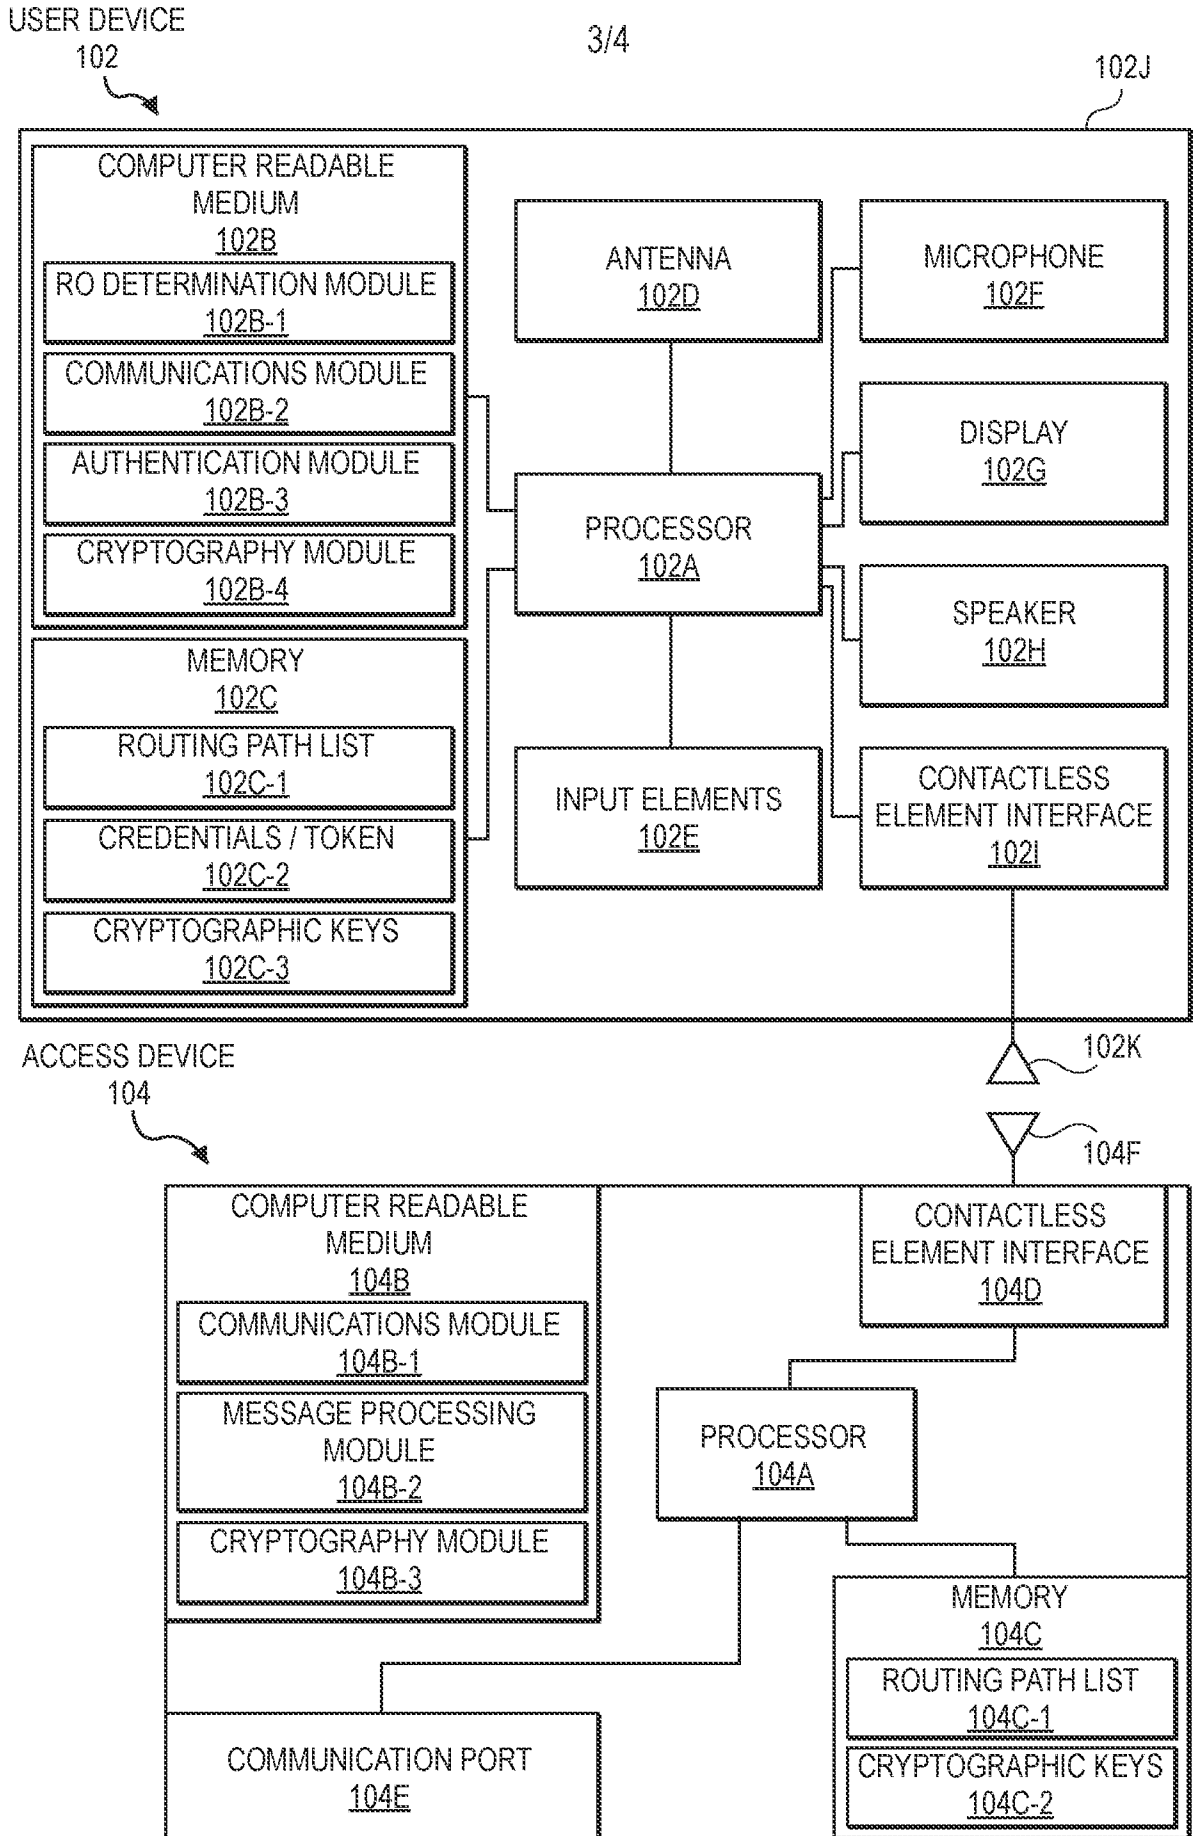 USER DEVICE
102
3/4
102J
COMPUTER READABLE
MEDIUM
102B
RO DETERMINATION MODULE
102B-1
COMMUNICATIONS MODULE
102B-2
AUTHENTICATION MODULE
102B-3
CRYPTOGRAPHY MODULE
102B-4
MEMORY
102C
ROUTING PATH LIST
102C-1
CREDENTIALS / TOKEN
102C-2
CRYPTOGRAPHIC KEYS
102C-3
ANTENNA
102D
PROCESSOR
102A
INPUT ELEMENTS
102E
MICROPHONE
102F
DISPLAY
102G
SPEAKER
102H
CONTACTLESS
ELEMENT INTERFACE
102I
102K
ACCESS DEVICE
104
104F
COMPUTER READABLE
MEDIUM
104B
COMMUNICATIONS MODULE
104B-1
MESSAGE PROCESSING
MODULE
104B-2
CRYPTOGRAPHY MODULE
104B-3
CONTACTLESS
ELEMENT INTERFACE
104D
PROCESSOR
104A
MEMORY
104C
ROUTING PATH LIST
104C-1
CRYPTOGRAPHIC KEYS
104C-2
COMMUNICATION PORT
104E